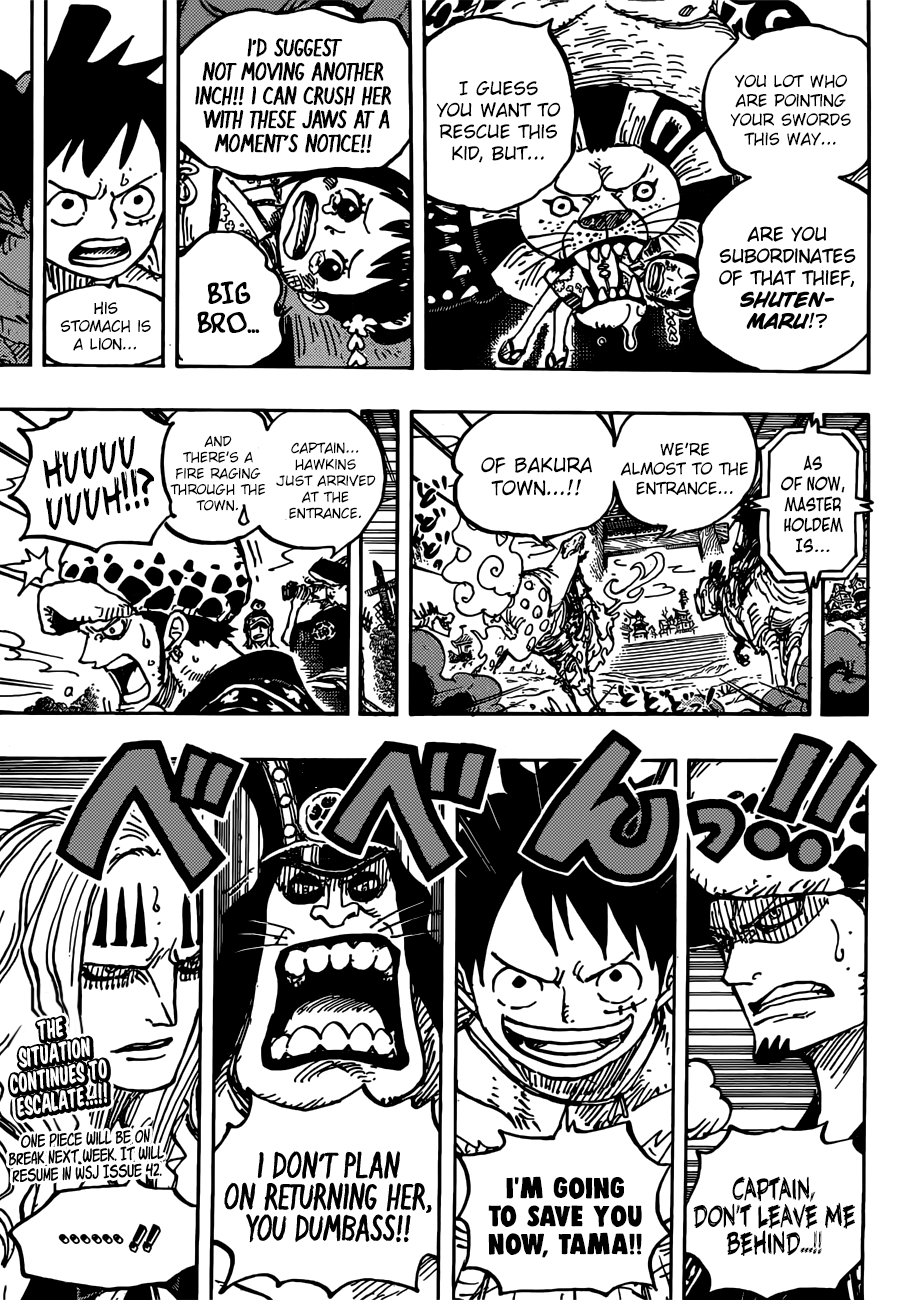 YOU LOT WHO
ARE POINTING
YOUR SWORDS
THIS WAY...
ARE YOU
SUBORDINATES
OF THAT THIEF,
SHUTEN-
MARU!?
I GUESS
YOU WANT TO
RESCUE THIS
KID, BUT...
I'D SUGGEST
NOT MOVING ANOTHER
INCH!! I CAN CRUSH HER
WITH THESE JAWS AT A
MOMENT'S NOTICE!!
BIG
BRO...
HIS
STOMACH IS
A LION...
AS
OF NOW,
MASTER
HOLDEM
IS...
WE'RE
ALMOST TO THE
ENTRANCE...
OF BAKURA
TOWN...!!
CAPTAIN...
HAWKINS
JUST ARRIVED
AT THE
ENTRANCE.
AND
THERE'S A
FIRE RAGING
THROUGH THE
TOWN.
HUUUU
UUUH!!?
べべんっ!!
CAPTAIN,
DON'T LEAVE ME
BEHIND...!!
I'M GOING
TO SAVE YOU
NOW, TAMA!!
I DON'T PLAN
ON RETURNING HER,
YOU DUMBASS!!
THE
SITUATION
CONTINUES TO
ESCALATE...!!!
ONE PIECE WILL BE ON
BREAK NEXT WEEK. IT WILL
RESUME IN WSJ ISSUE 42.
...... !!